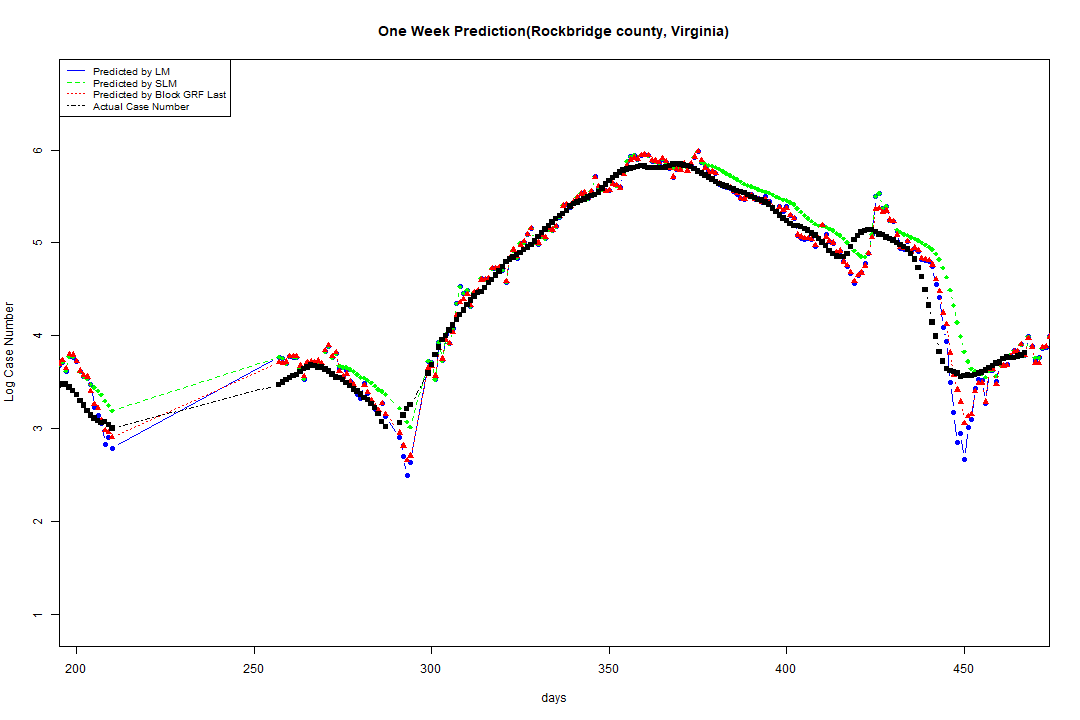 One Week Prediction(Rockbridge county, Virginia)
Predicted by LM
Predicted by SLM
Predicted by Block GRF Last
Actual Case Number
6
5
4
3
2
1
Log Case Number
200 250 300 350 400 450
days